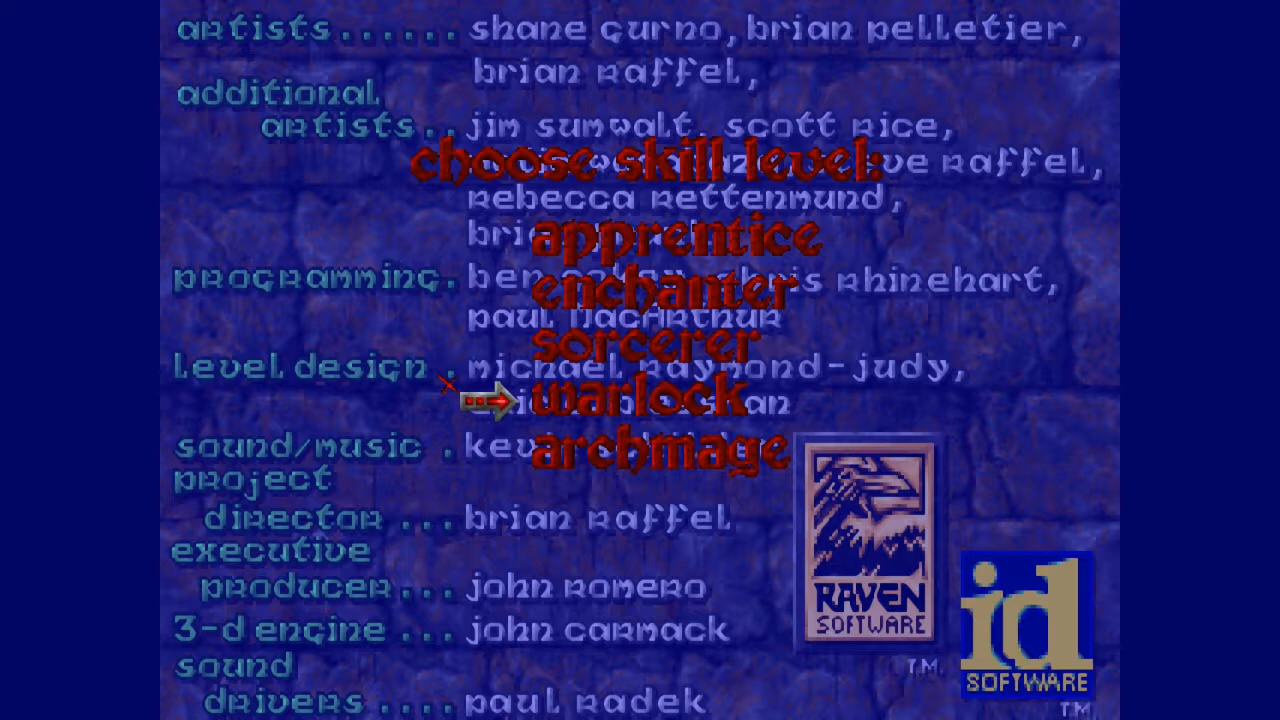 artists......shane gurno, brian pelletier,
brian raffel,
additional
artists..jim sumwalt, scott rice,
choose skill level:
raffel,
rebecca rettenmund,
apprentice
programming. ben chris rhinehart,
enchanter
paul MacArthur
sorcerer
level design . michael raymond-judy,
warlock
sound/music .
archmage
project
director ...brian raffel
executive
producer...john romero
3-d engine ...john carmack
sound
drivers ....paul radek
RAVEN
SOFTWARE
TM
id
SOFTWARE
TM